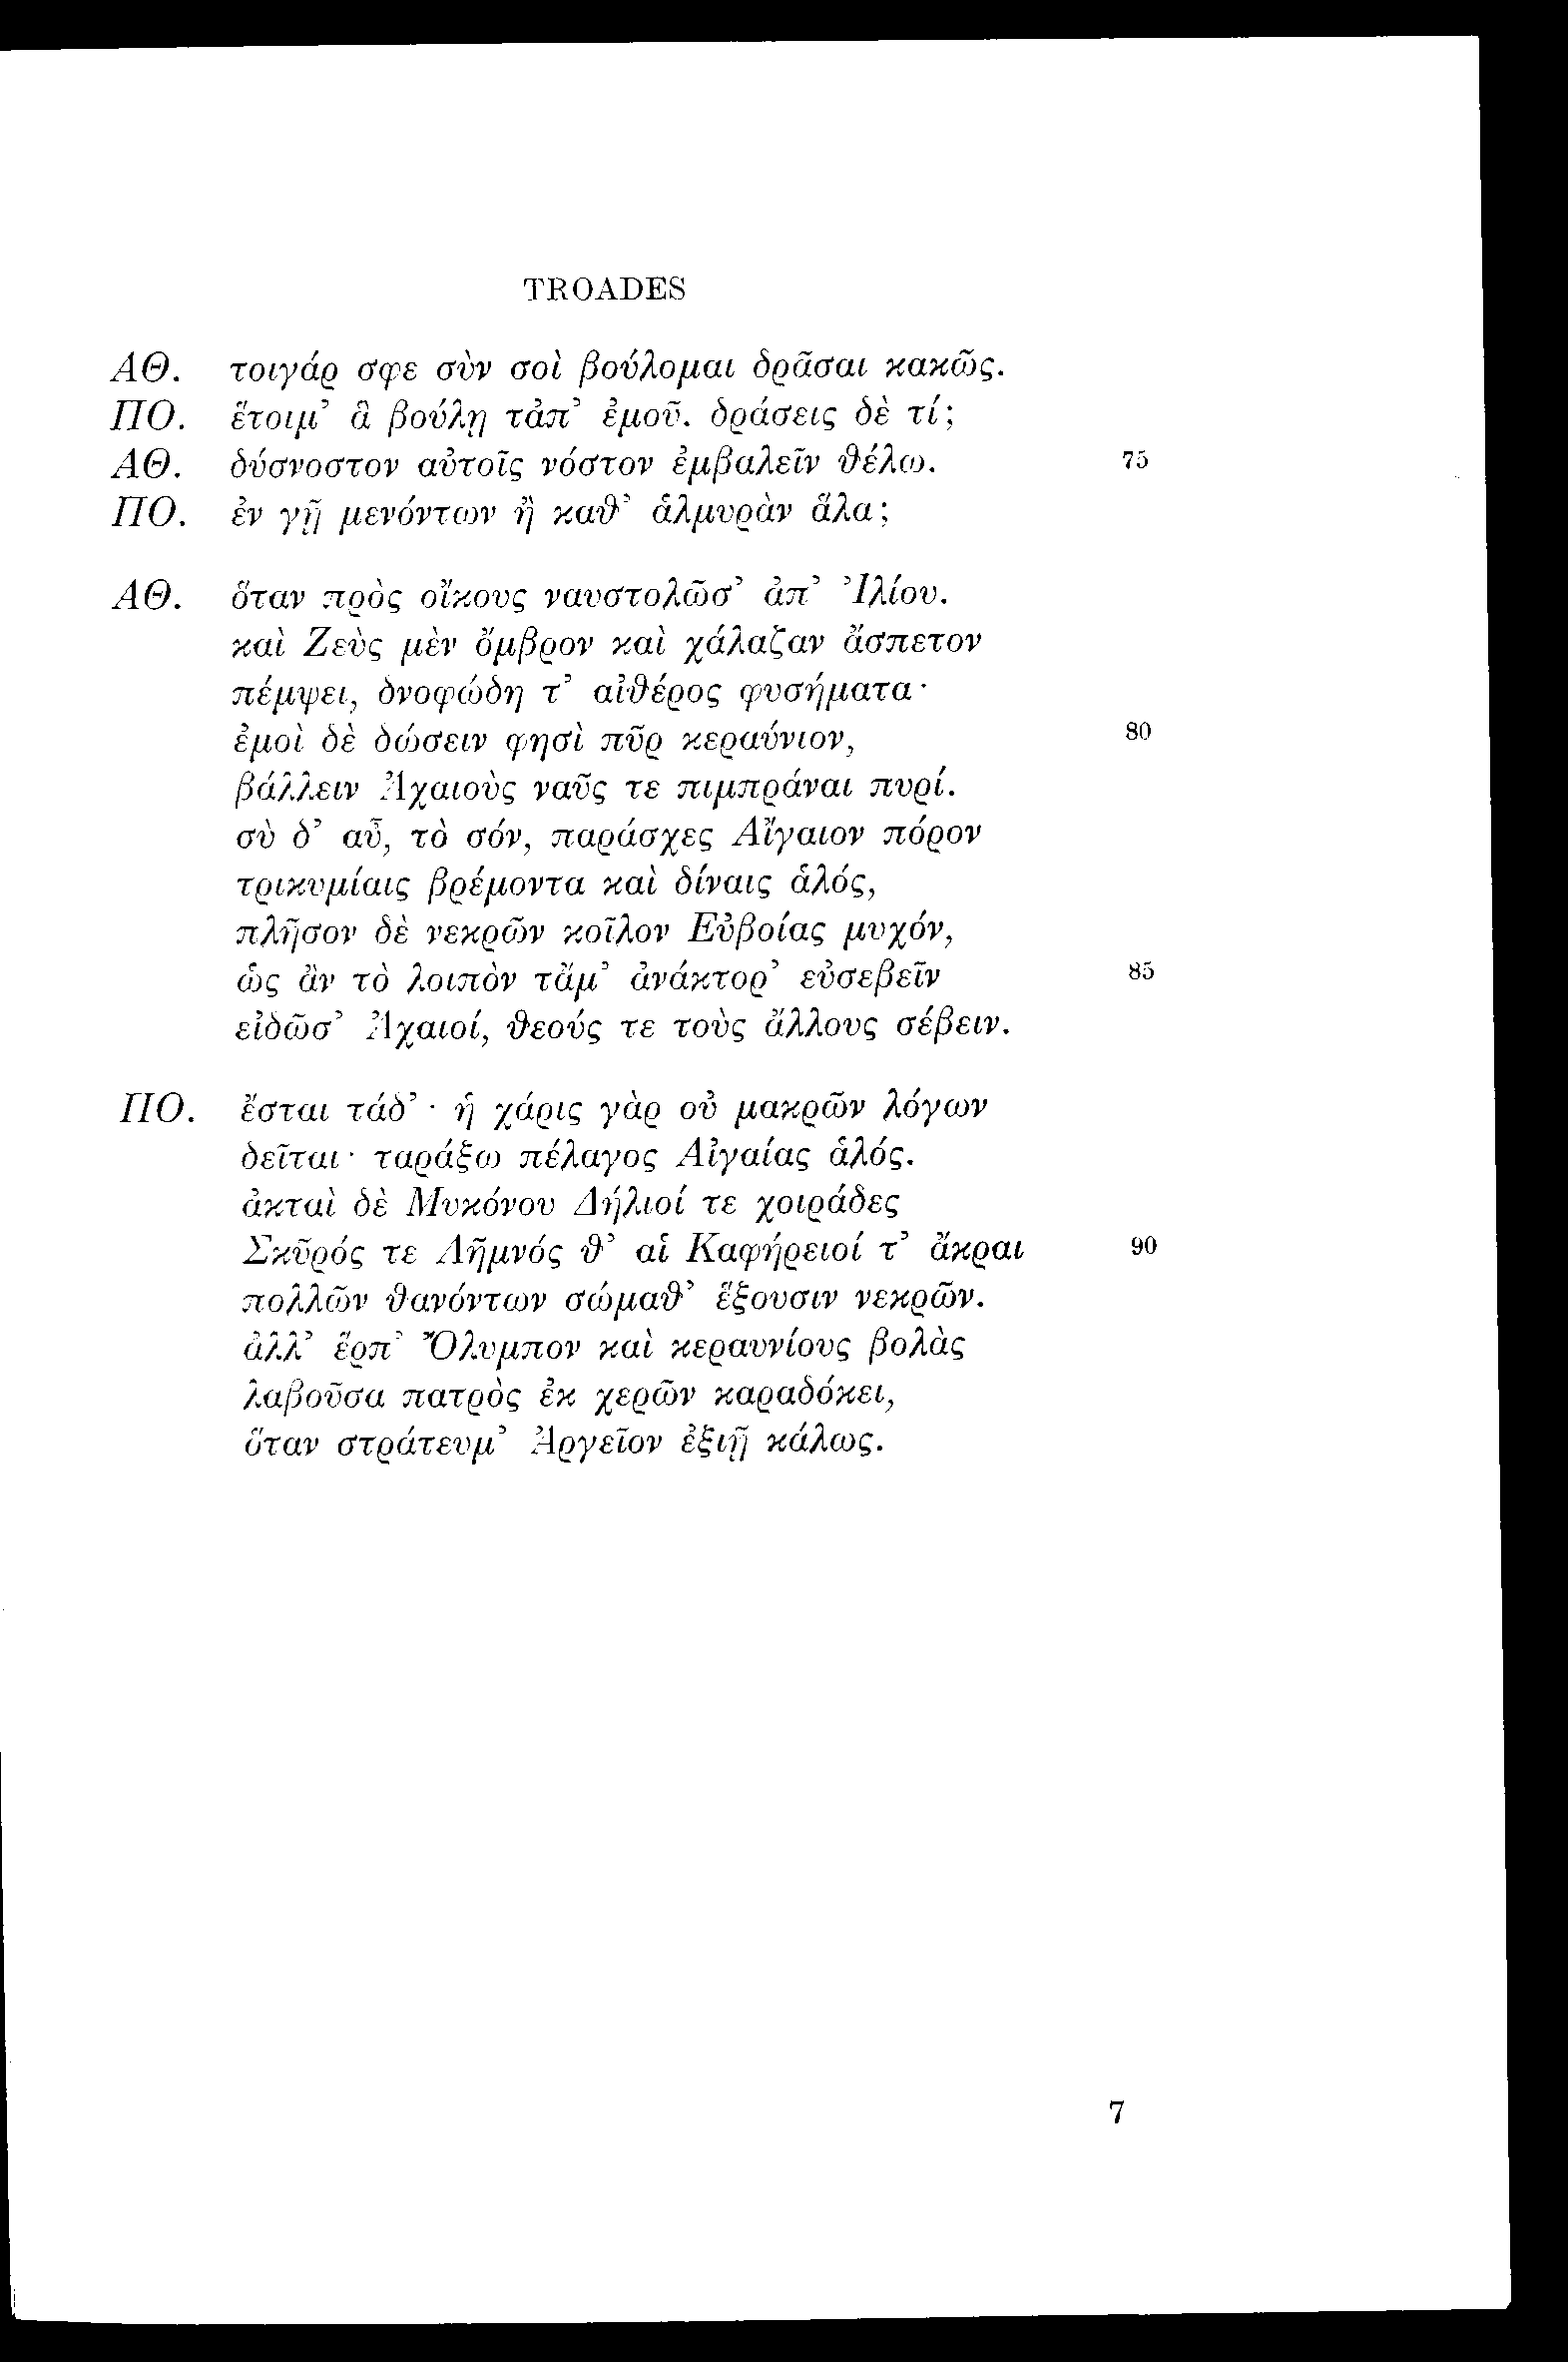 TROADES
ΑΘ. τοιγάρ σφε σὺν σοὶ βούλομαι δρᾶσαι κακῶς.
ΠΟ. ἕτοιμ’ ἃ βούλῃ τἀπ’ ἐμοῦ. δράσεις δὲ τί;
ΑΘ. δύσνοστον αὐτοῖς νόστον ἐμβαλεῖν θέλω. 75
ΠΟ. ἐν γῇ μενόντων ἢ καθ’ ἁλμυρὰν ἅλα;
ΑΘ. ὅταν πρὸς οἴκους ναυστολῶσ’ ἀπ’ Ἰλίου.
καὶ Ζεὺς μὲν ὄμβρον καὶ χάλαζαν ἄσπετον
πέμψει, δνοφώδη τ’ αἰθέρος φυσήματα·
ἐμοὶ δὲ δώσειν φησὶ πῦρ κεραύνιον, 80
βάλλειν Ἀχαιοὺς ναῦς τε πιμπράναι πυρί.
σὺ δ’ αὖ, τὸ σόν, παράσχες Αἴγαιον πόρον
τρικυμίαις βρέμοντα καὶ δίναις ἁλός,
πλῆσον δὲ νεκρῶν κοῖλον Εὐβοίας μυχόν,
ὡς ἂν τὸ λοιπὸν τἄμ’ ἀνάκτορ’ εὐσεβεῖν 85
εἰδῶσ’ Ἀχαιοί, θεούς τε τοὺς ἄλλους σέβειν.
ΠΟ. ἔσται τάδ’ · ἡ χάρις γὰρ οὐ μακρῶν λόγων
δεῖται· ταράξω πέλαγος Αἰγαίας ἁλός.
ἀκταὶ δὲ Μυκόνου Δήλιοί τε χοιράδες
Σκῦρός τε Λῆμνός θ’ αἱ Καφήρειοί τ’ ἄκραι 90
πολλῶν θανόντων σώμαθ’ ἕξουσιν νεκρῶν.
ἀλλ’ ἕρπ’ Ὄλυμπον καὶ κεραυνίους βολὰς
λαβοῦσα πατρὸς ἐκ χερῶν καραδόκει,
ὅταν στράτευμ’ Ἀργεῖον ἐξιῇ κάλως.
7